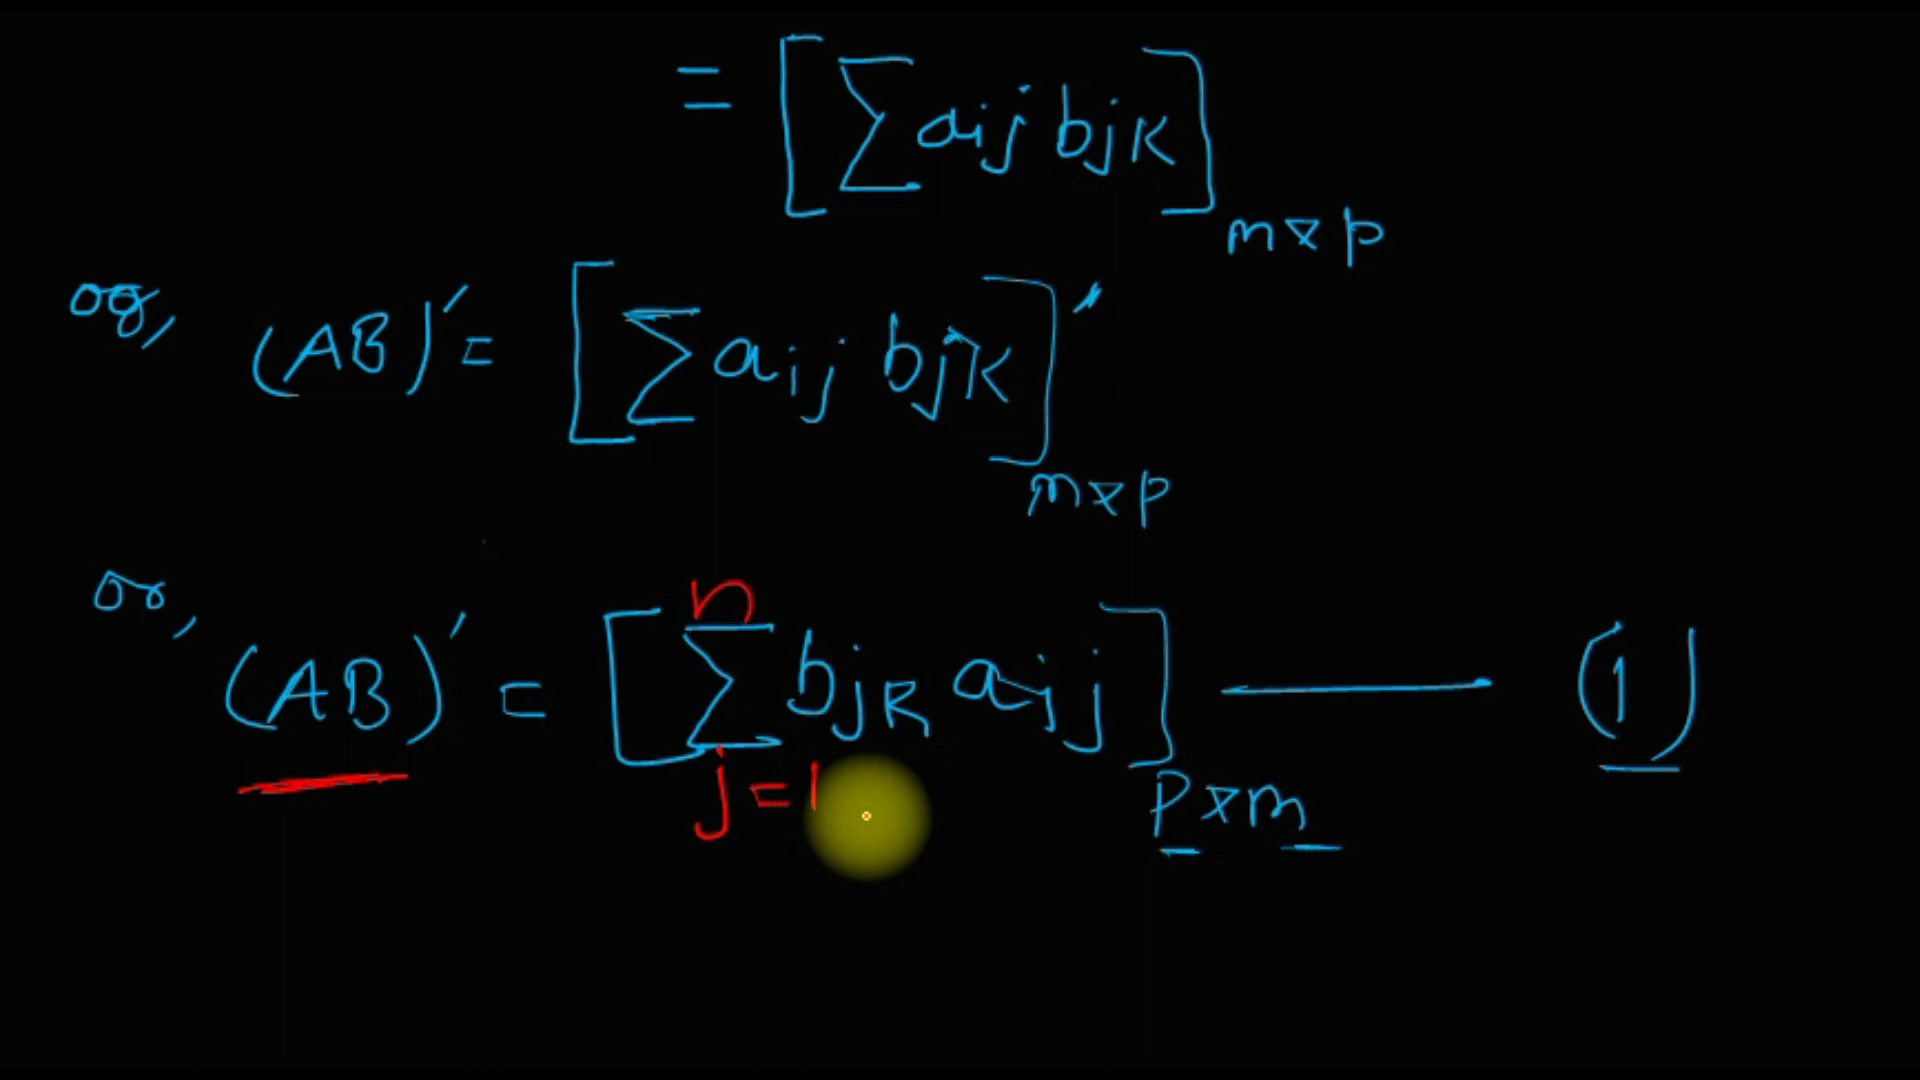 = [∑ aij bjk] m×p
or, (AB)′ = [∑ aij bjk]′ m×p
n
or, (AB)′ = [∑ bjk aij] p×m —— (1)
j=1